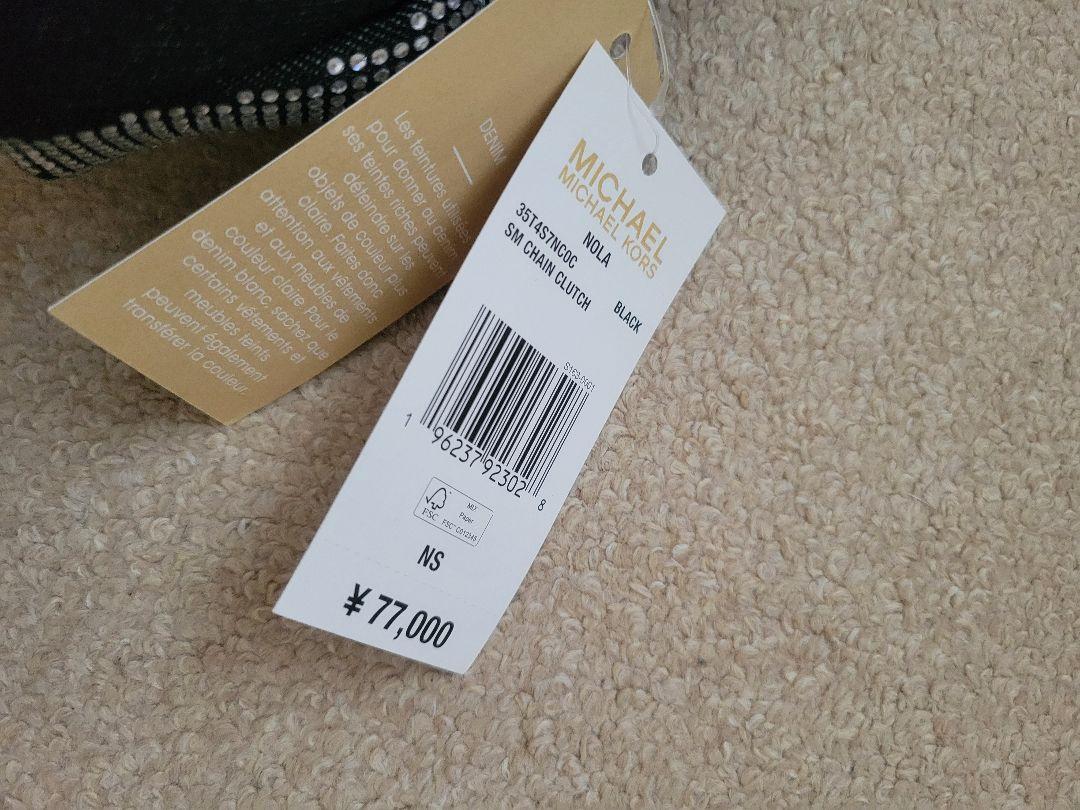 DENIM
Les teintures utilisées
pour donner au denim
ses teintes riches peuvent
déteindre sur les
objets de couleur plus
claire. Faites donc
attention aux vêtements
et aux meubles de
couleur claire. Pour le
denim blanc, sachez que
certains vêtements et
meubles teints
peuvent également
transférer la couleur.
MICHAEL
MICHAEL KORS
NOLA
35T4S7NC0C
SM CHAIN CLUTCH
BLACK
1 96237 92302 8
MIX
Paper
FSC
NS
¥ 77,000